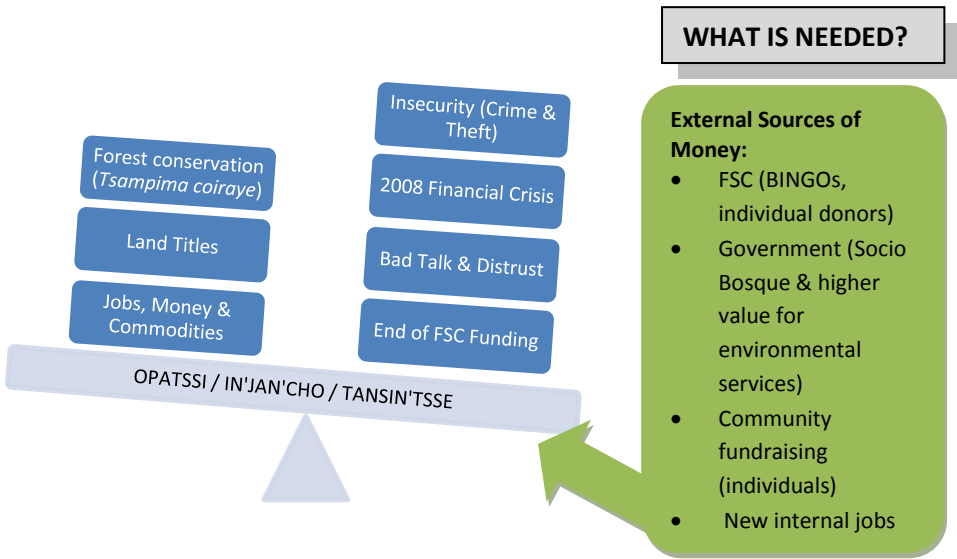 WHAT IS NEEDED?
Forest conservation
(Tsampima coiraye)
Land Titles
Jobs, Money &
Commodities
Insecurity (Crime &
Theft)
2008 Financial Crisis
Bad Talk & Distrust
End of FSC Funding
OPATSSI / IN'JAN'CHO / TANSIN'TSSE
External Sources of
Money:
• FSC (BINGOs,
individual donors)
• Government (Socio
Bosque & higher
value for
environmental
services)
• Community
fundraising
(individuals)
• New internal jobs